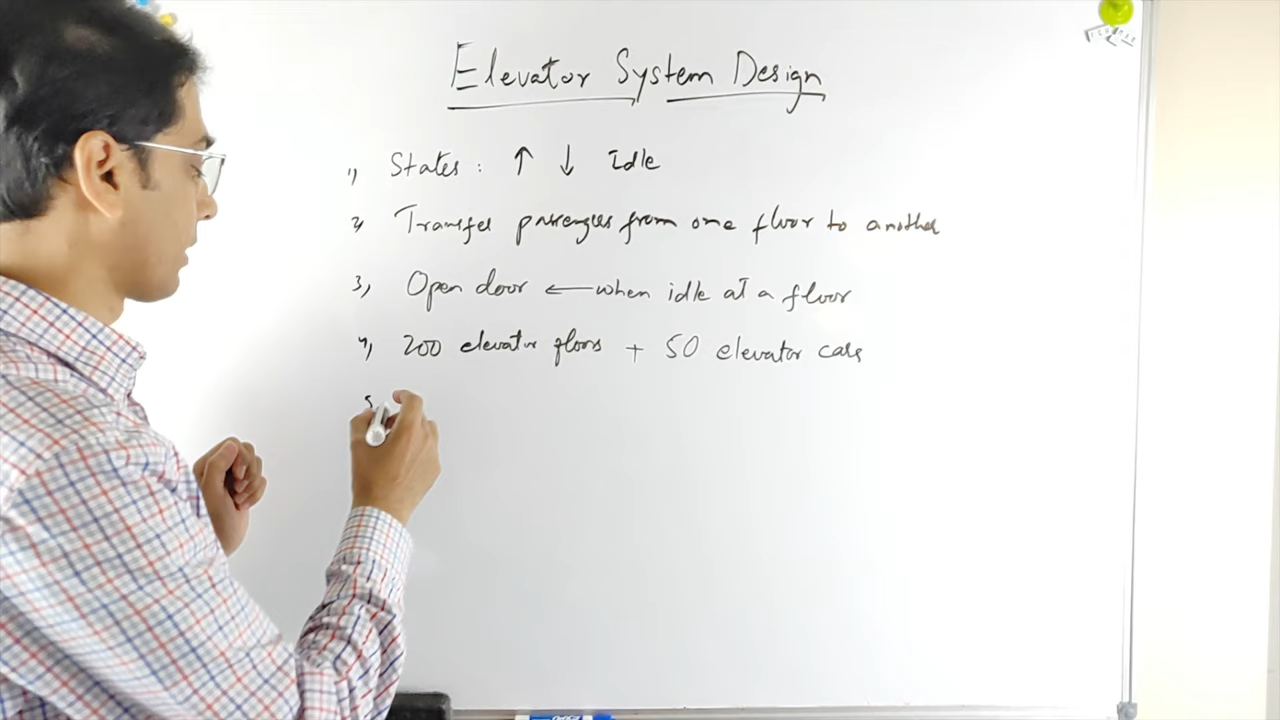 Elevator System Design
1, States: ↑ ↓ Idle
2, Transfer passengers from one floor to another
3, Open door ← when idle at a floor
4, 200 elevator floors + 50 elevator cars
5